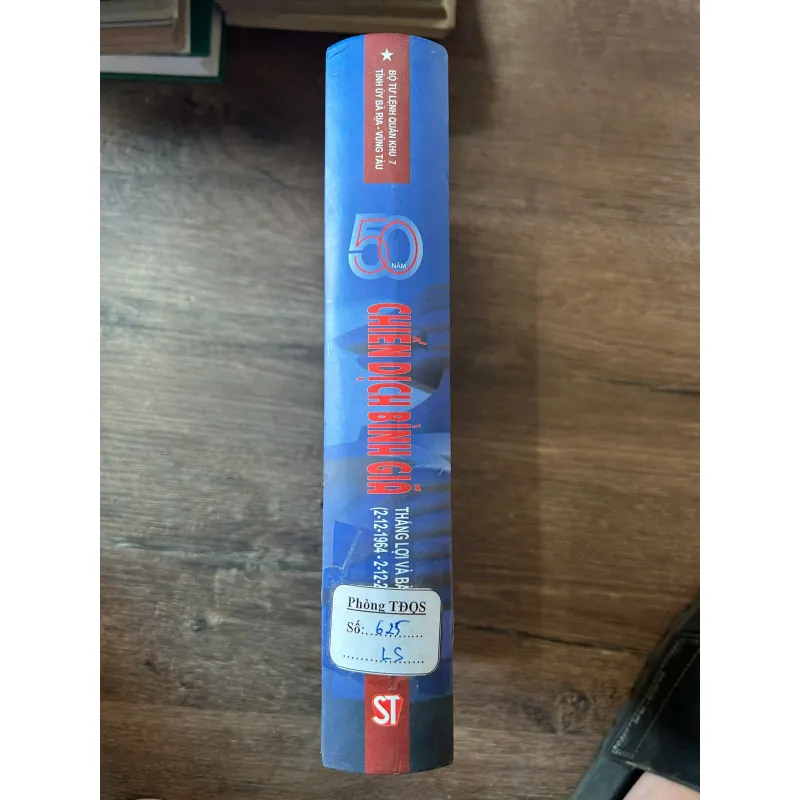 BỘ TƯ LỆNH QUÂN KHU 7
TỈNH ỦY BÀ RỊA - VŨNG TÀU
50
NĂM
CHIẾN DỊCH BÌNH GIÃ
THẮNG LỢI VÀ
(2-12-1964 - 2-12-2
Phòng TĐQS
Số: 625
LS
ST